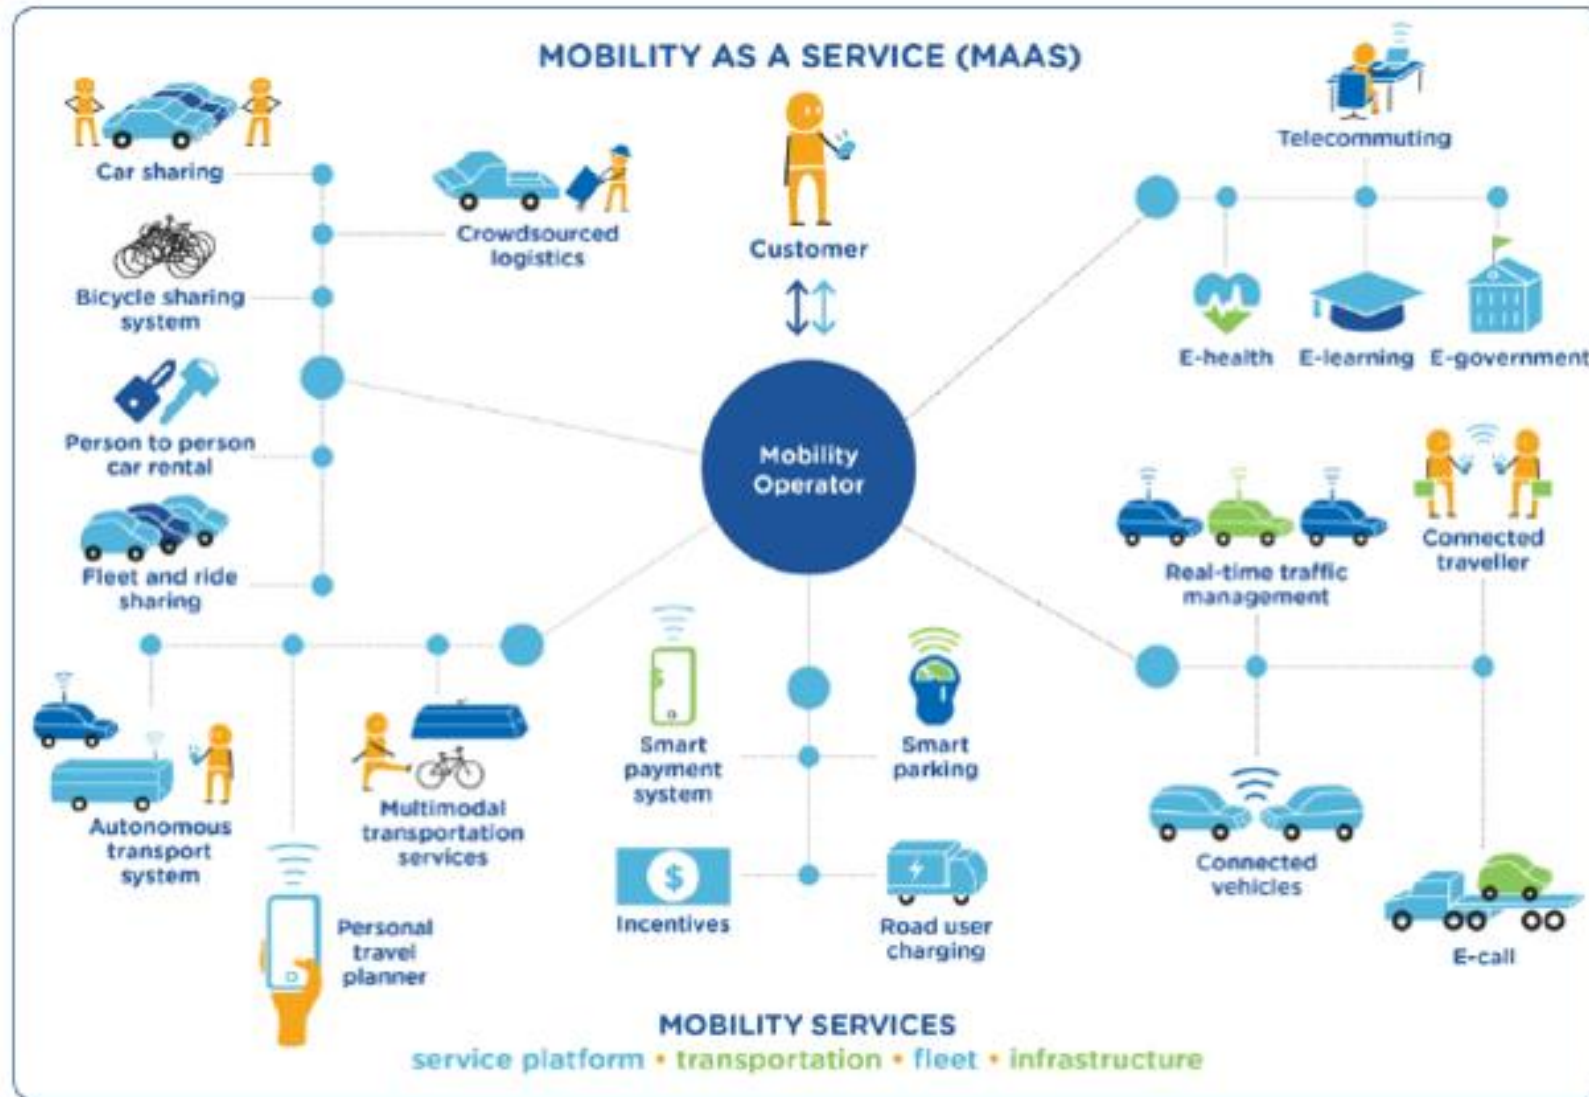 MOBILITY AS A SERVICE (MAAS)
Car sharing
Crowdsourced
logistics
Bicycle sharing
system
Person to person
car rental
Fleet and ride
sharing
Customer
Mobility
Operator
Telecommuting
E-health
E-learning
E-government
Real-time traffic
management
Connected
traveller
Connected
vehicles
E-call
Autonomous
transport
system
Personal
travel
planner
Multimodal
transportation
services
Smart
payment
system
Smart
parking
$
Incentives
Road user
charging
MOBILITY SERVICES
service platform • transportation • fleet • infrastructure